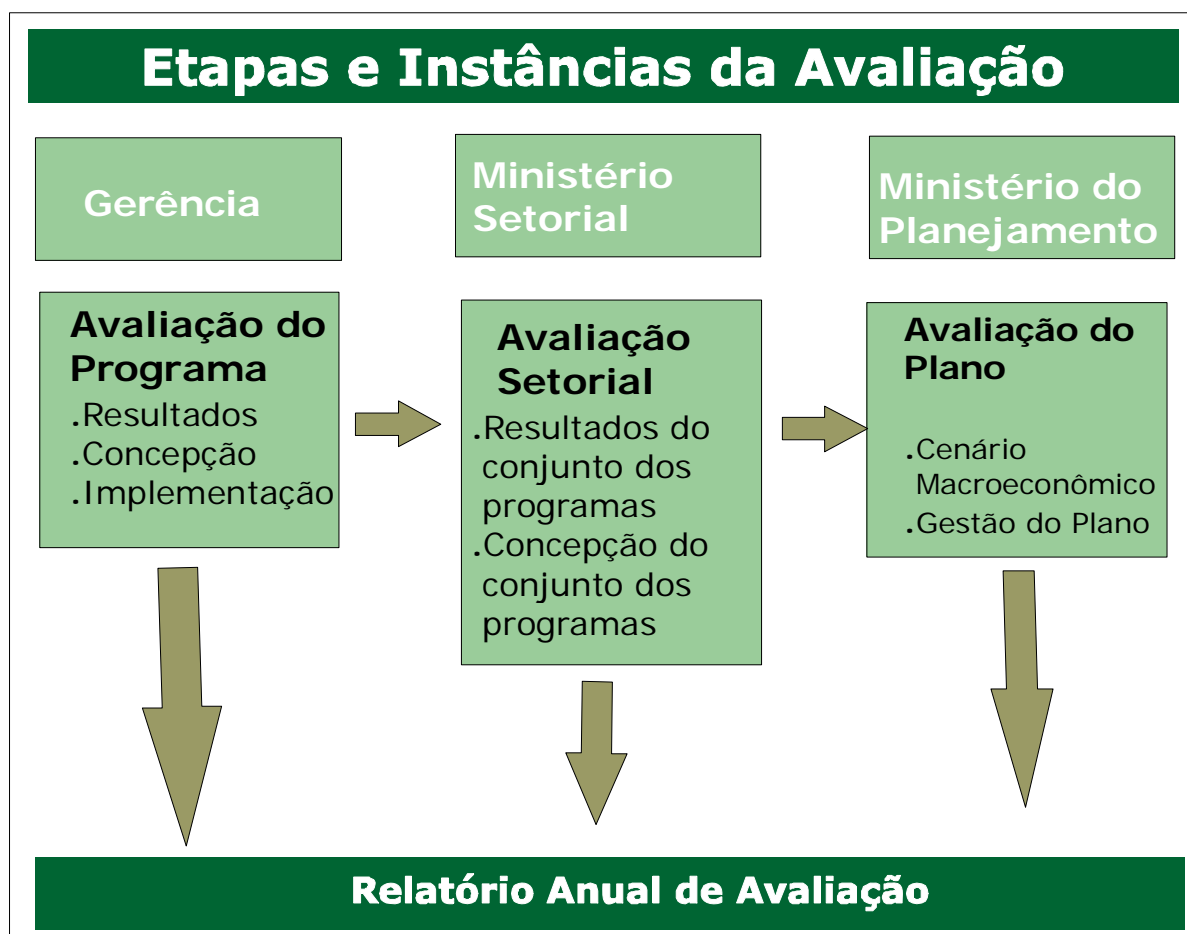 Etapas e Instâncias da Avaliação
Gerência
Ministério
Setorial
Ministério do
Planejamento
Avaliação do
Programa
.Resultados
.Concepção
.Implementação
Avaliação
Setorial
.Resultados do
conjunto dos
programas
.Concepção do
conjunto dos
programas
Avaliação do
Plano
.Cenário
Macroeconômico
.Gestão do Plano
Relatório Anual de Avaliação